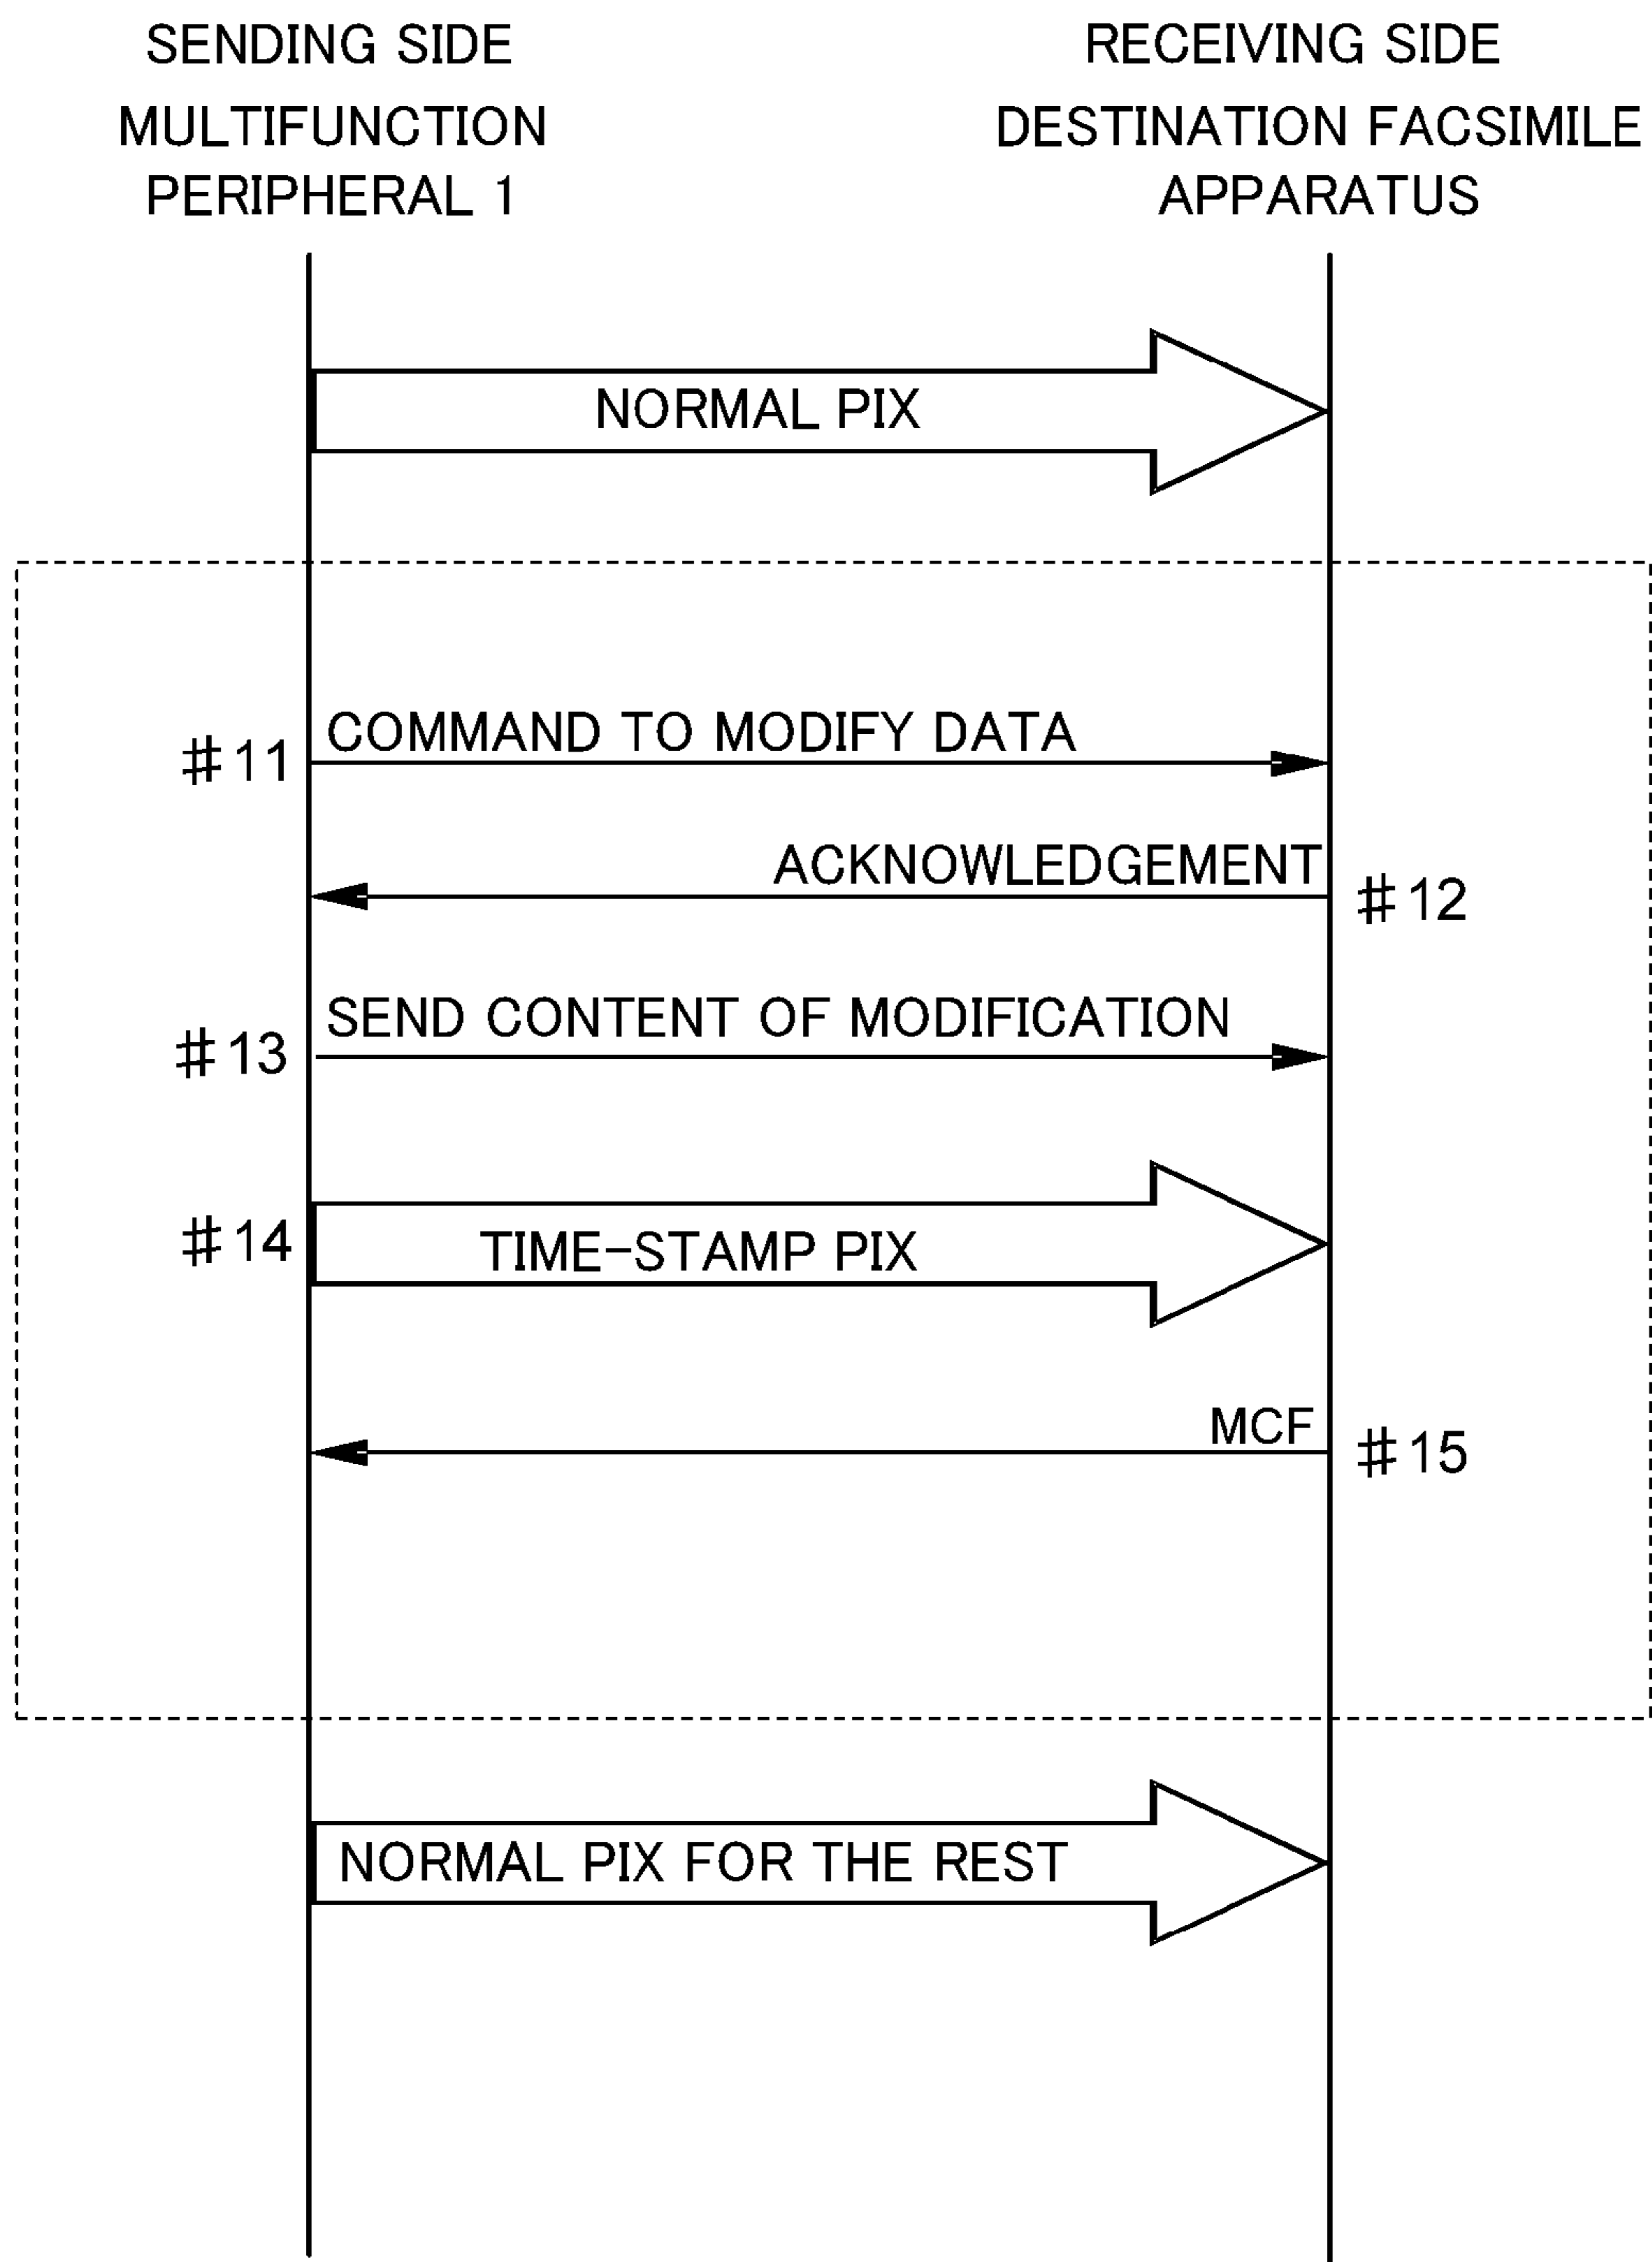 SENDING SIDE
MULTIFUNCTION
PERIPHERAL 1
RECEIVING SIDE
DESTINATION FACSIMILE
APPARATUS
NORMAL PIX
#11
COMMAND TO MODIFY DATA
ACKNOWLEDGEMENT
#12
SEND CONTENT OF MODIFICATION
#13
#14
TIME-STAMP PIX
MCF
#15
NORMAL PIX FOR THE REST